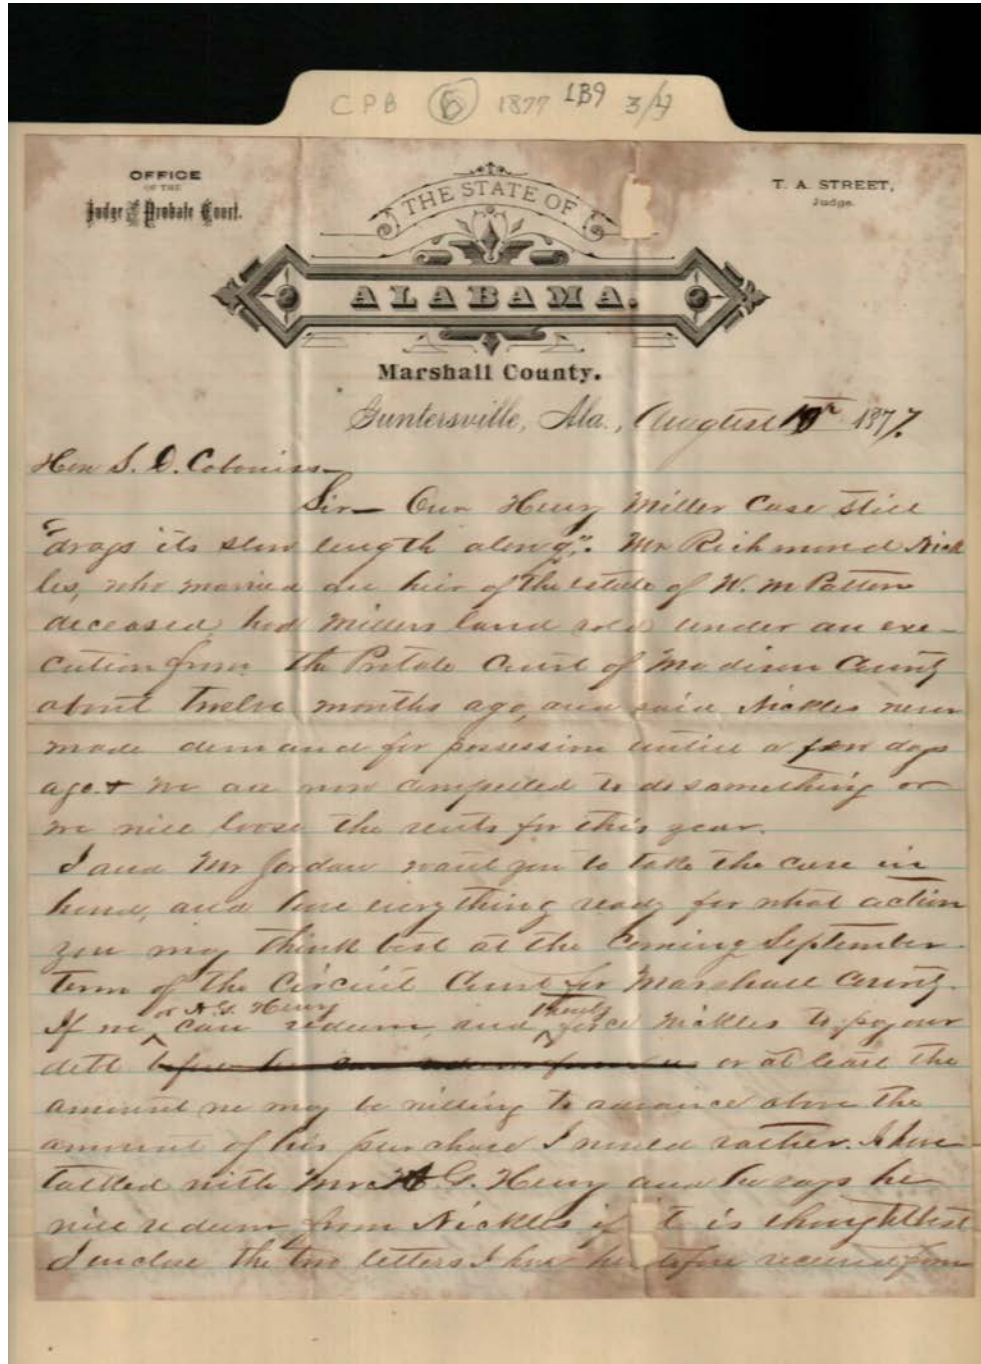 CPB 6 1877 1B9 3/4
OFFICE
OF THE
Judge of the Probate Court.
T. A. STREET,
Judge.
THE STATE OF
ALABAMA.
Marshall County.
Guntersville, Ala., August 10th 1877.
Hon S. D. Cabaniss
Sir— Our Henry Miller Case still
"drags its slow length along". Mr Richmond Nick
les, who married an heir of the estate of W. M Patton
deceased, had Millers land sold under an exe-
cution from the Probate Court of Madison County
about twelve months ago, and said Nickles never
made demand for possession untill a few days
ago & we are now compelled to do something or
we will loose the rents for this year.
I and Mr Jordan want you to take the case in
hand, and have everything ready for what action
you may think best at the coming September
term of the Circuit Court for Marshall County.
If we or A. G. Henry can redeem, and thereby force Nickles to pay our
debt or at least the
amount we may be willing to advance above the
amount of his purchase I would rather. I have
talked with Mr A. G. Henry and he says he
will redeem from Nickles if it is thought best
I enclose the two letters I have heretofore received from